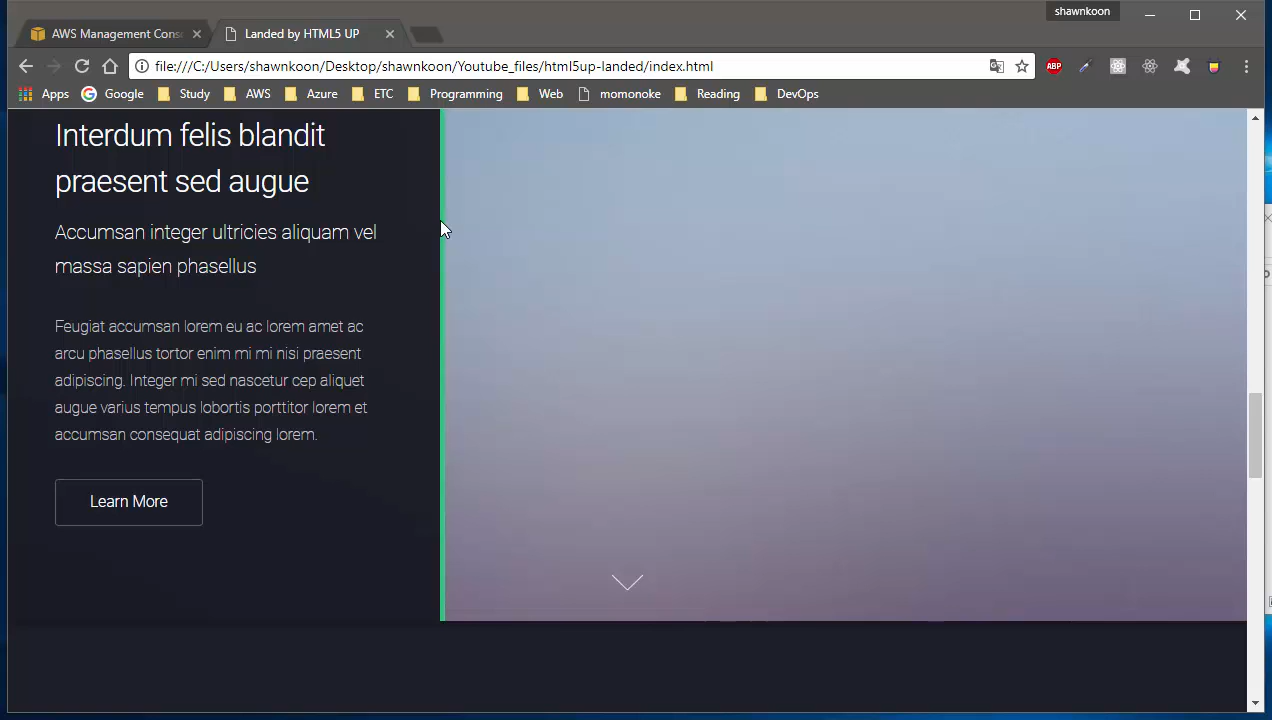 shawnkoon
AWS Management Cons
Landed by HTML5 UP
file:///C:/Users/shawnkoon/Desktop/shawnkoon/Youtube_files/html5up-landed/index.html
ABP
Apps Google Study AWS Azure ETC Programming Web momonoke Reading DevOps
Interdum felis blandit
praesent sed augue
Accumsan integer ultricies aliquam vel
massa sapien phasellus
Feugiat accumsan lorem eu ac lorem amet ac
arcu phasellus tortor enim mi mi nisi praesent
adipiscing. Integer mi sed nascetur cep aliquet
augue varius tempus lobortis porttitor lorem et
accumsan consequat adipiscing lorem.
Learn More